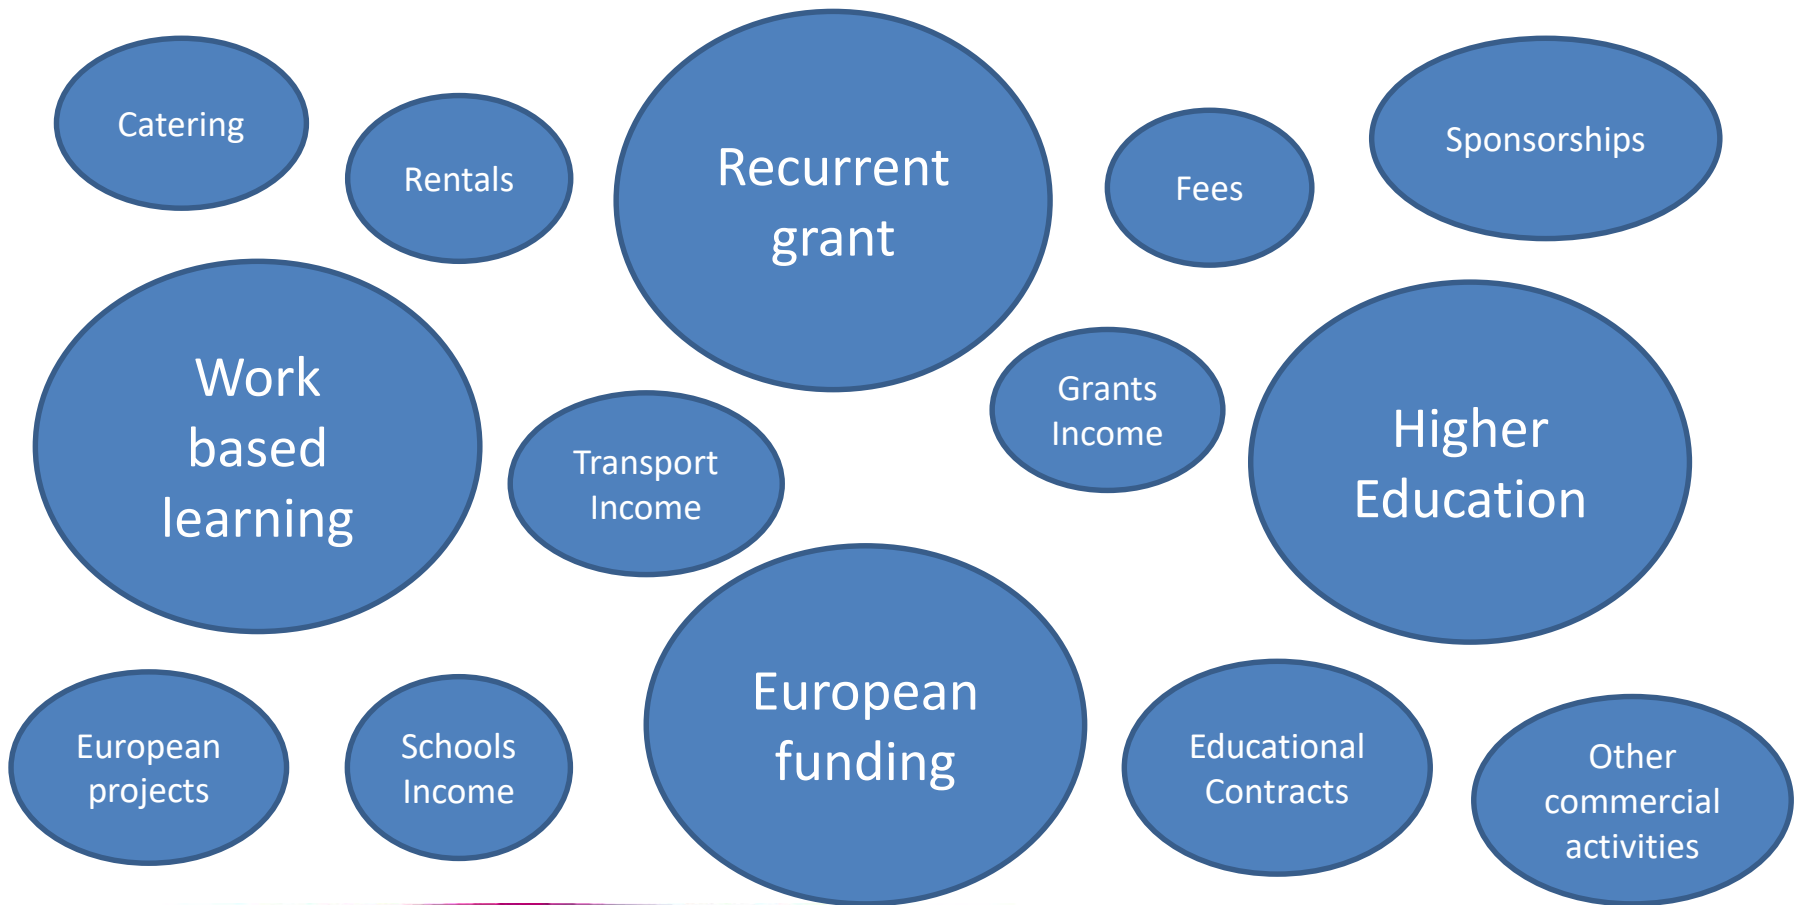 Catering
Rentals
Recurrent
grant
Fees
Sponsorships
Work
based
learning
Transport
Income
Grants
Income
Higher
Education
European
projects
Schools
Income
European
funding
Educational
Contracts
Other
commercial
activities